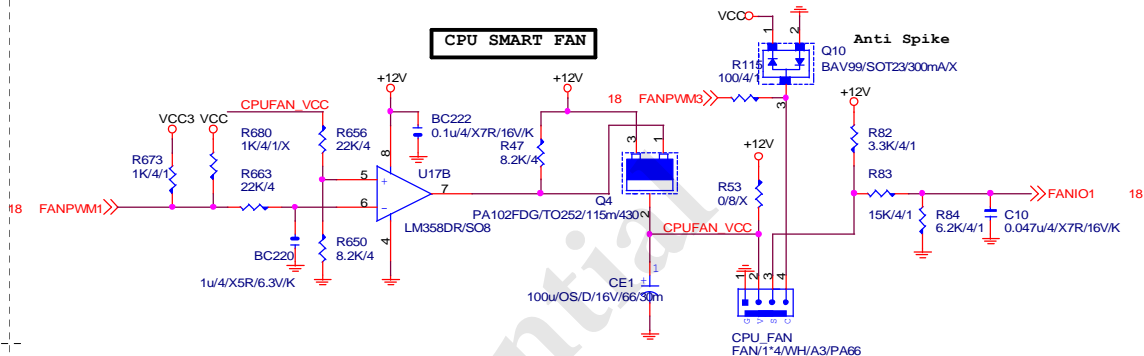 CPU SMART FAN
VCC
1
2
Q10
BAV99/SOT23/300mA/X
Anti Spike
3
R115
100/4/1
18 FANPWM3
+12V
+12V
+12V
+12V
VCC3
VCC
CPUFAN_VCC
R680
1K/4/1/X
R656
22K/4
BC222
0.1u/4/X7R/16V/K
R47
8.2K/4
3
1
R82
3.3K/4/1
R673
1K/4/1
R663
22K/4
8
5
+
6
-
7
4
U17B
LM358DR/SO8
Q4
PA102FDG/TO252/115m/430
2
R53
0/8/X
R83
15K/4/1
FANIO1 18
18 FANPWM1
R84
6.2K/4/1
C10
0.047u/4/X7R/16V/K
CPUFAN_VCC
BC220
1u/4/X5R/6.3V/K
R650
8.2K/4
1
+
CE1
100u/OS/D/16V/66/30m
1
2
3
4
G
V
S
C
CPU_FAN
FAN/1*4/WH/A3/PA66
ential